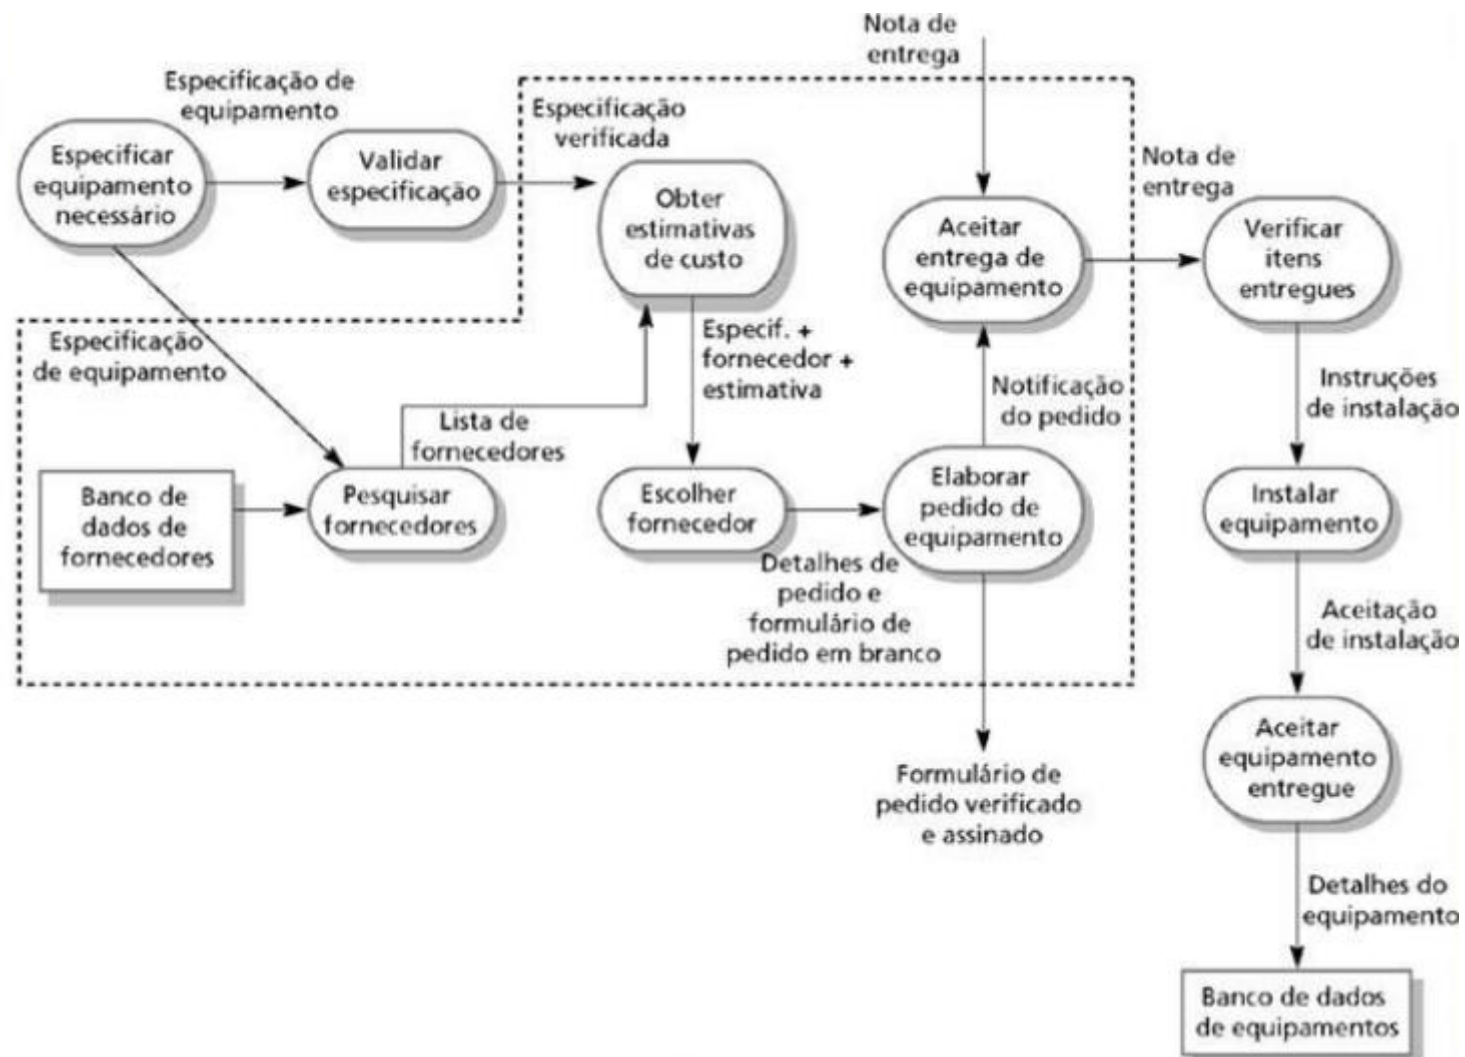 Nota de
entrega
Especificação de
equipamento
Especificação
verificada
Especificar
equipamento
necessário
Validar
especificação
Obter
estimativas
de custo
Aceitar
entrega de
equipamento
Nota de
entrega
Verificar
itens
entregues
Especificação
de equipamento
Especif. +
fornecedor +
estimativa
Notificação
do pedido
Instruções
de instalação
Lista de
fornecedores
Banco de
dados de
fornecedores
Pesquisar
fornecedores
Escolher
fornecedor
Elaborar
pedido de
equipamento
Instalar
equipamento
Detalhes de
pedido e
formulário de
pedido em branco
Aceitação
de instalação
Formulário de
pedido verificado
e assinado
Aceitar
equipamento
entregue
Detalhes do
equipamento
Banco de dados
de equipamentos